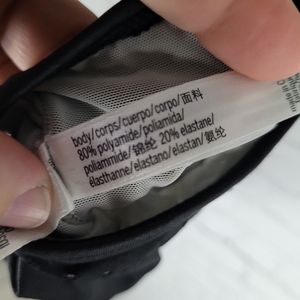 body/corps/cuerpo/corpo/面料
80% polyamide/poliamida/
poliammide/锦纶 20% elastane/
élasthanne/elastano/elastan/氨纶